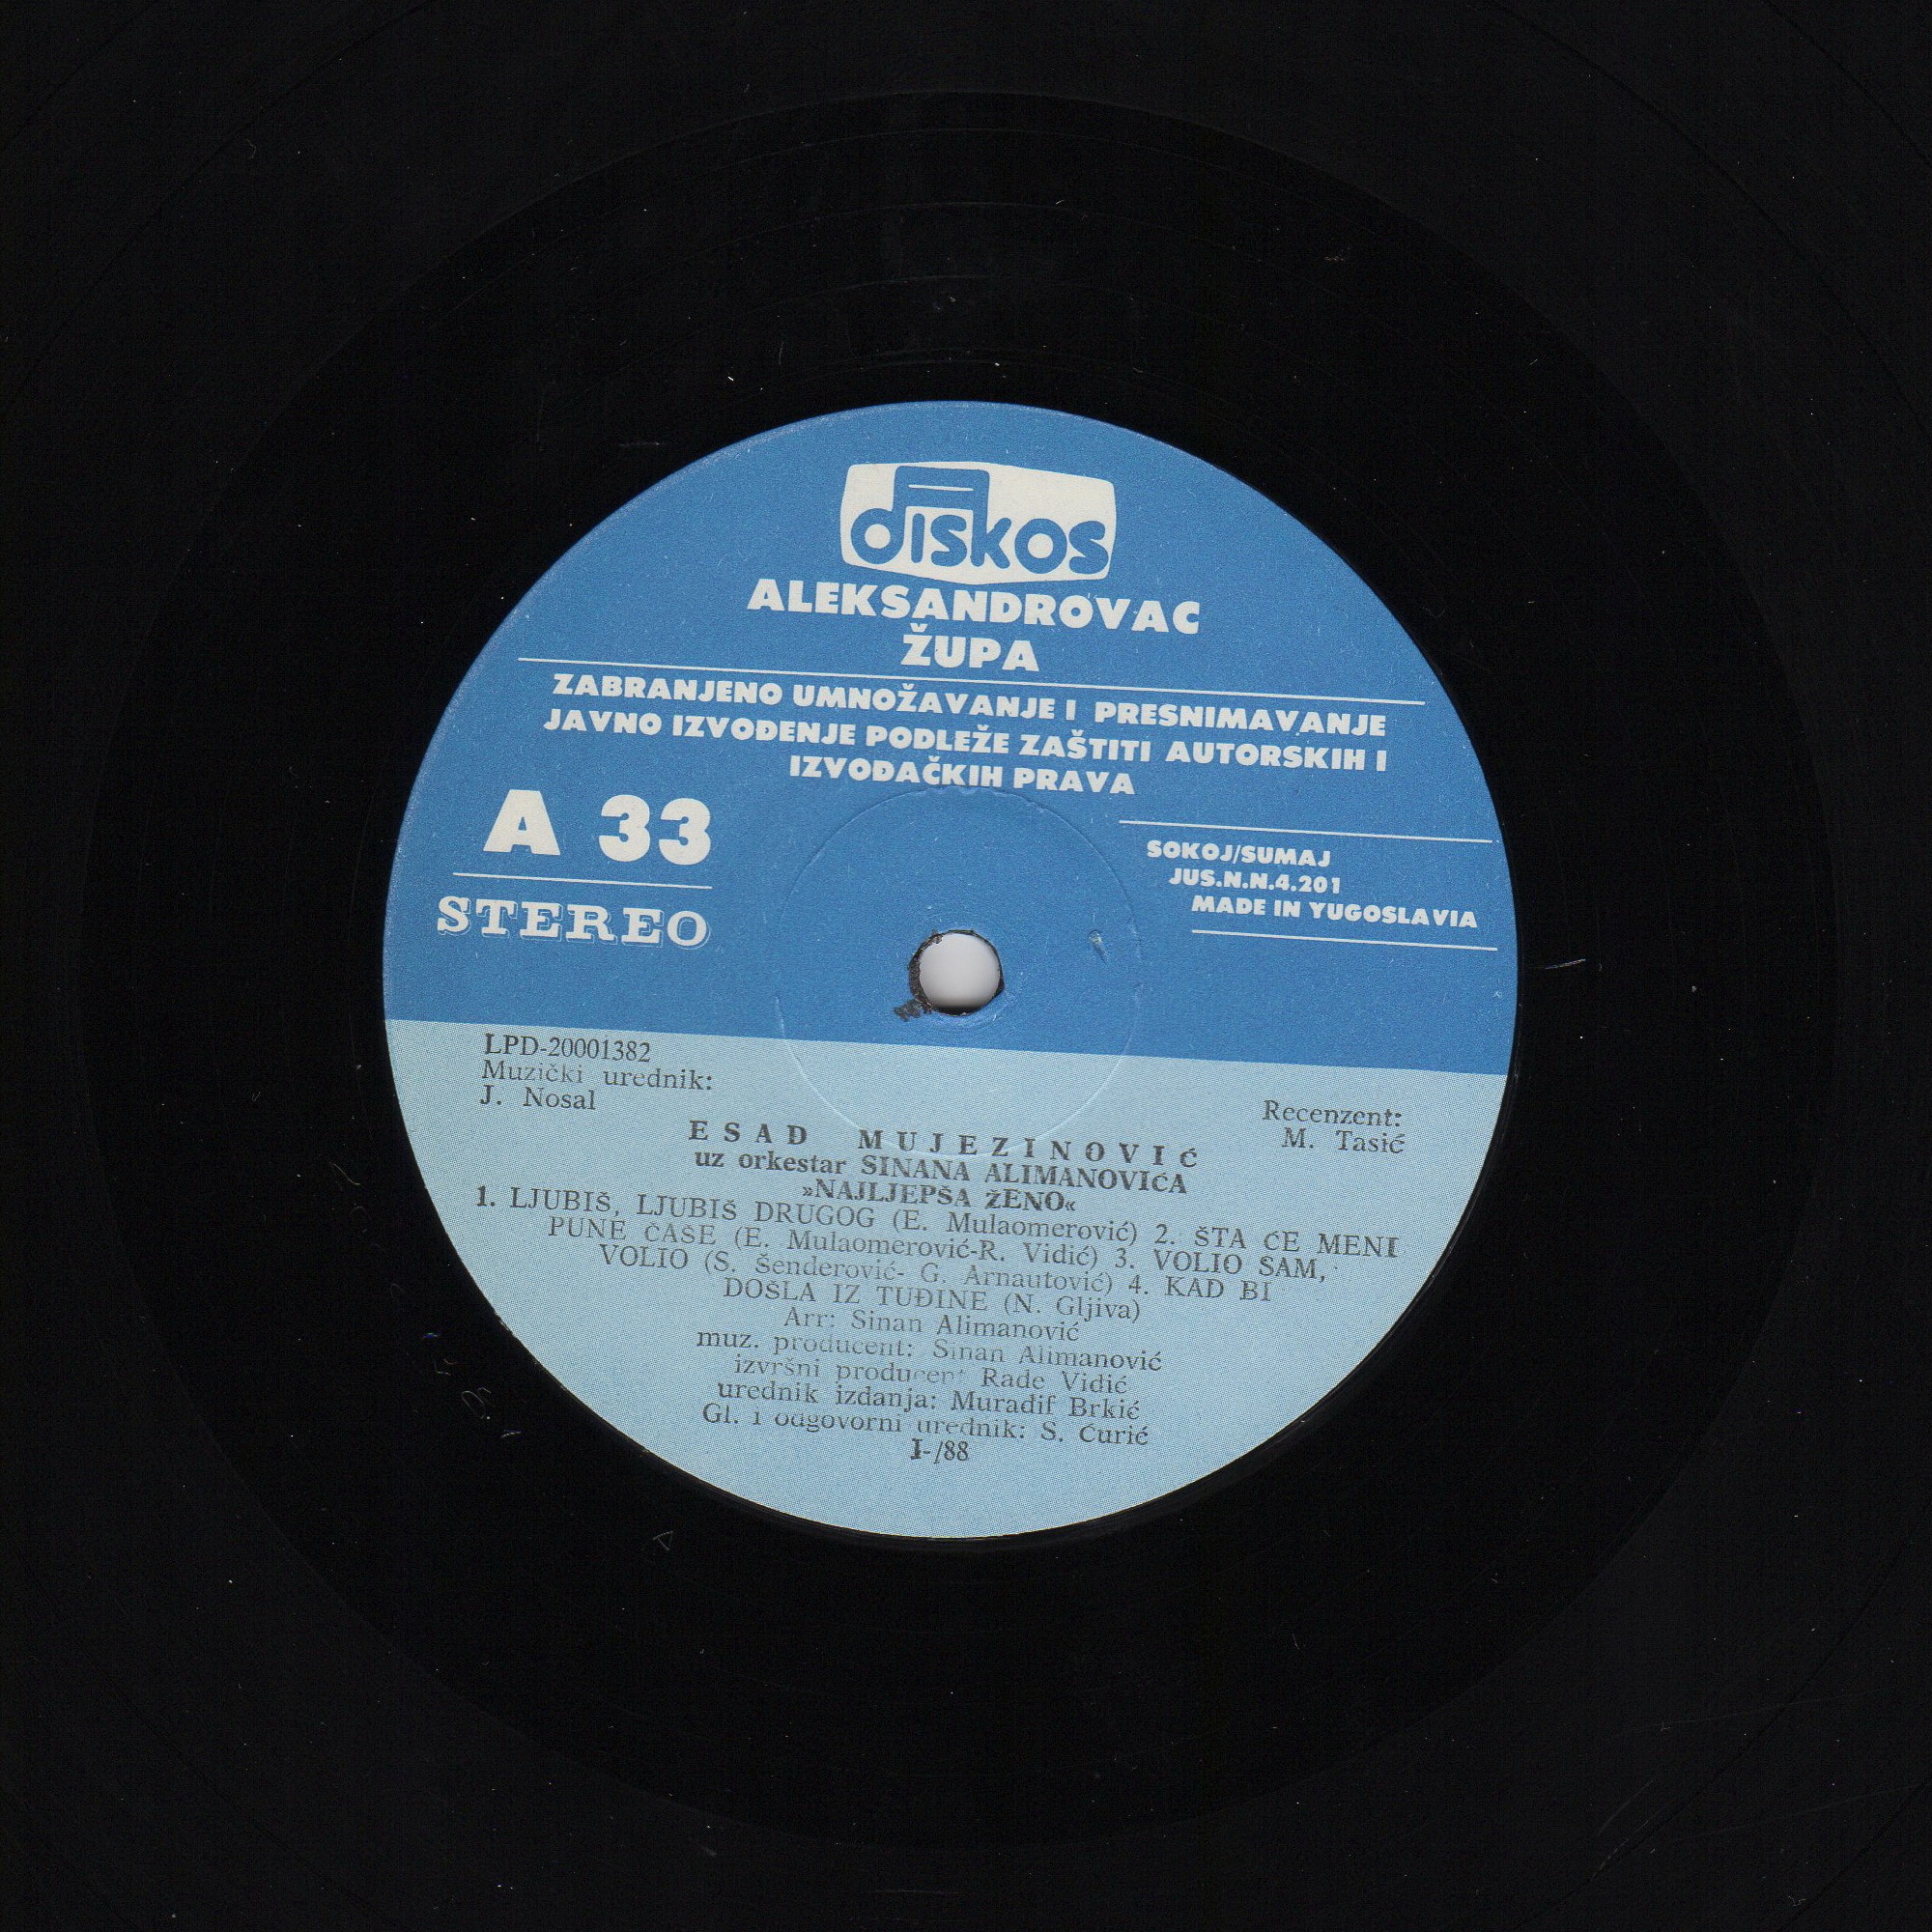 diskos
ALEKSANDROVAC
ŽUPA
ZABRANJENO UMNOŽAVANJE I PRESNIMAVANJE
JAVNO IZVOĐENJE PODLEŽE ZAŠTITI AUTORSKIH I
IZVOĐAČKIH PRAVA
A 33
STEREO
SOKOJ/SUMAJ
JUS.N.N.4.201
MADE IN YUGOSLAVIA
LPD-20001382
Muzički urednik:
J. Nosal
Recenzent:
M. Tasić
ESAD MUJEZINOVIĆ
uz orkestar SINANA ALIMANOVIĆA
»NAJLJEPŠA ŽENO«
1. LJUBIŠ, LJUBIŠ DRUGOG (E. Mulaomerović) 2. ŠTA ĆE MENI
PUNE ČAŠE (E. Mulaomerović-R. Vidić) 3. VOLIO SAM,
VOLIO (S. Šenderović- G. Arnautović) 4. KAD BI
DOŠLA IZ TUĐINE (N. Gljiva)
Arr: Sinan Alimanović
muz. producent: Sinan Alimanović
izvršni producent Rade Vidić
urednik izdanja: Muradif Brkić
Gl. i odgovorni urednik: S. Ćurić
I-/88